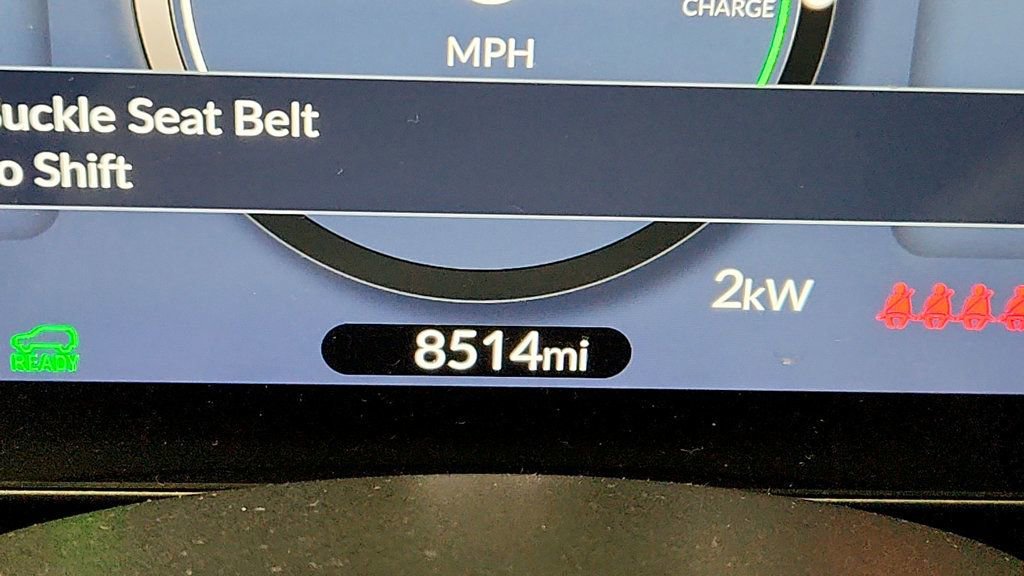 CHARGE
MPH
uckle Seat Belt
o Shift
2kW
READY
8514mi